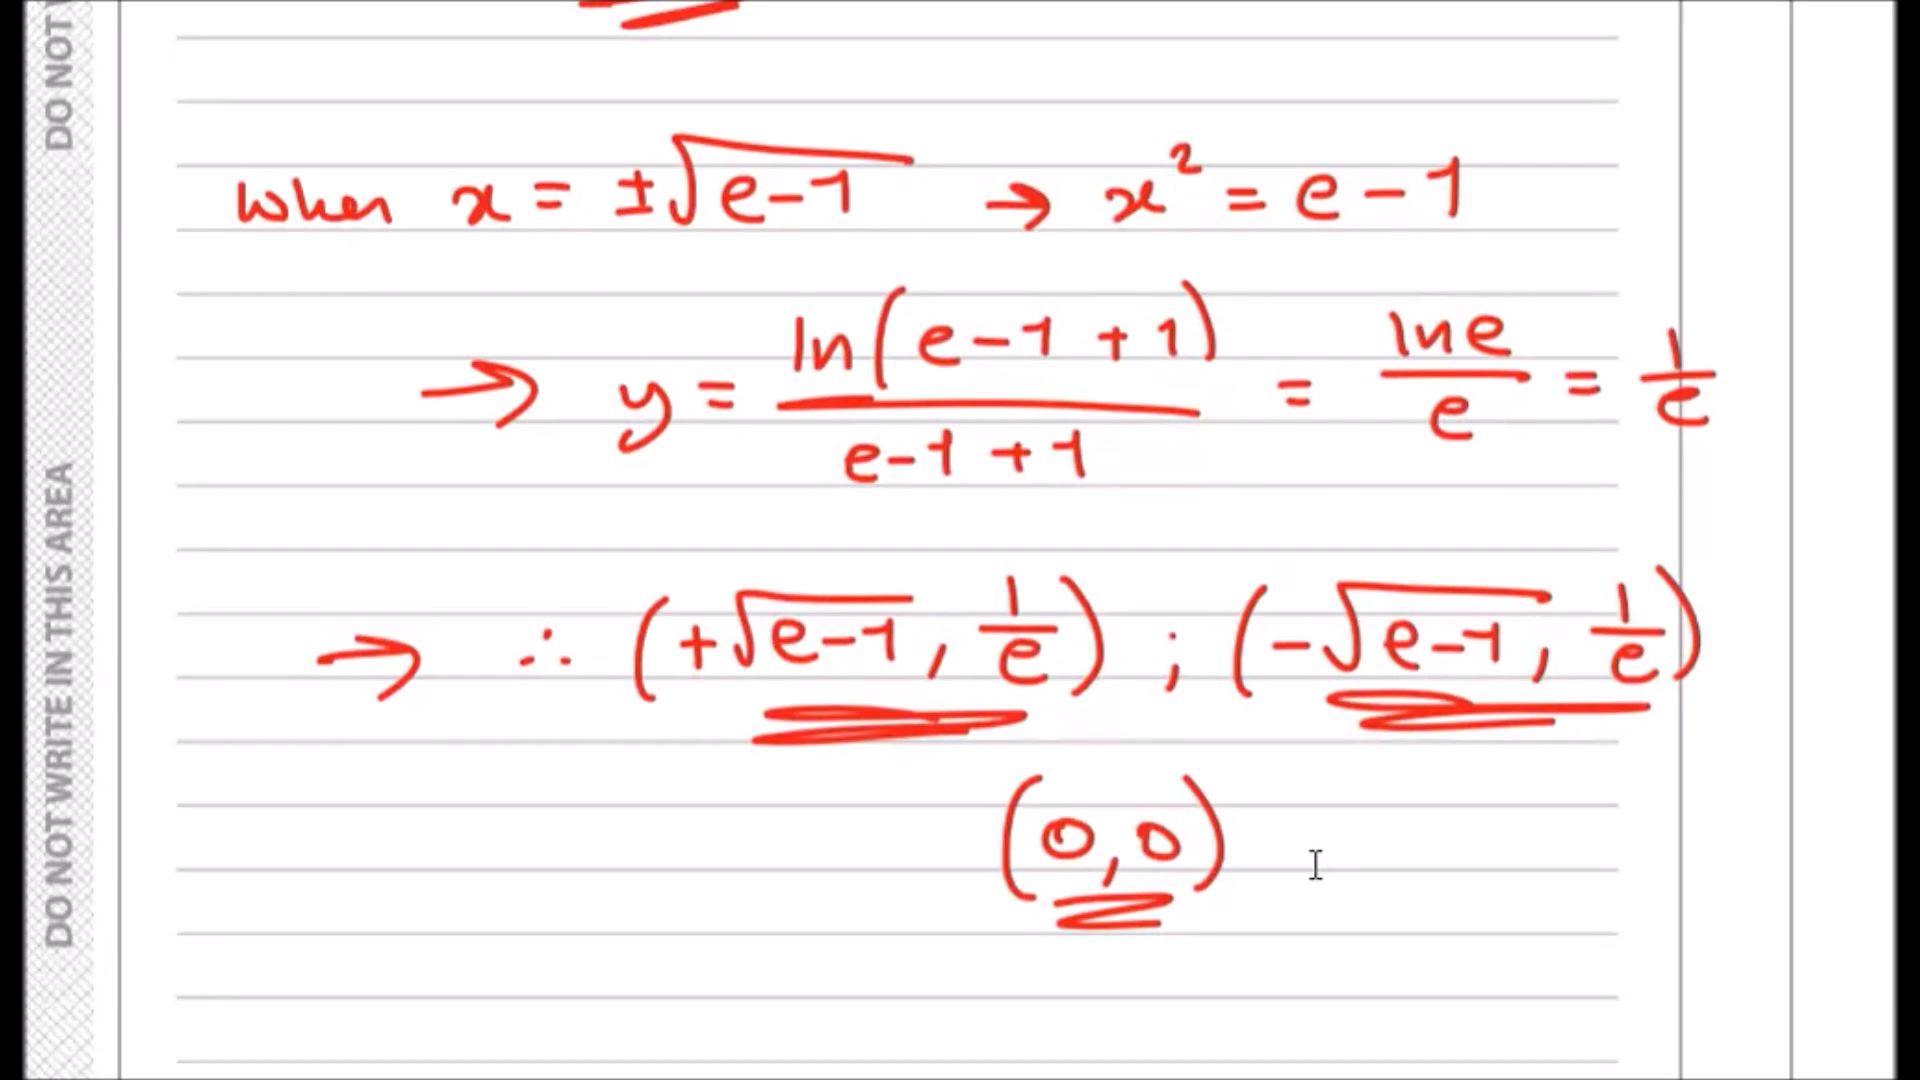 DO NOT
when x = ±√(e-1) → x² = e - 1
→ y = ln(e-1+1)/(e-1+1) = ln e/e = 1/e
→ ∴ (+√(e-1), 1/e) ; (-√(e-1), 1/e)
(0,0)
DO NOT WRITE IN THIS AREA